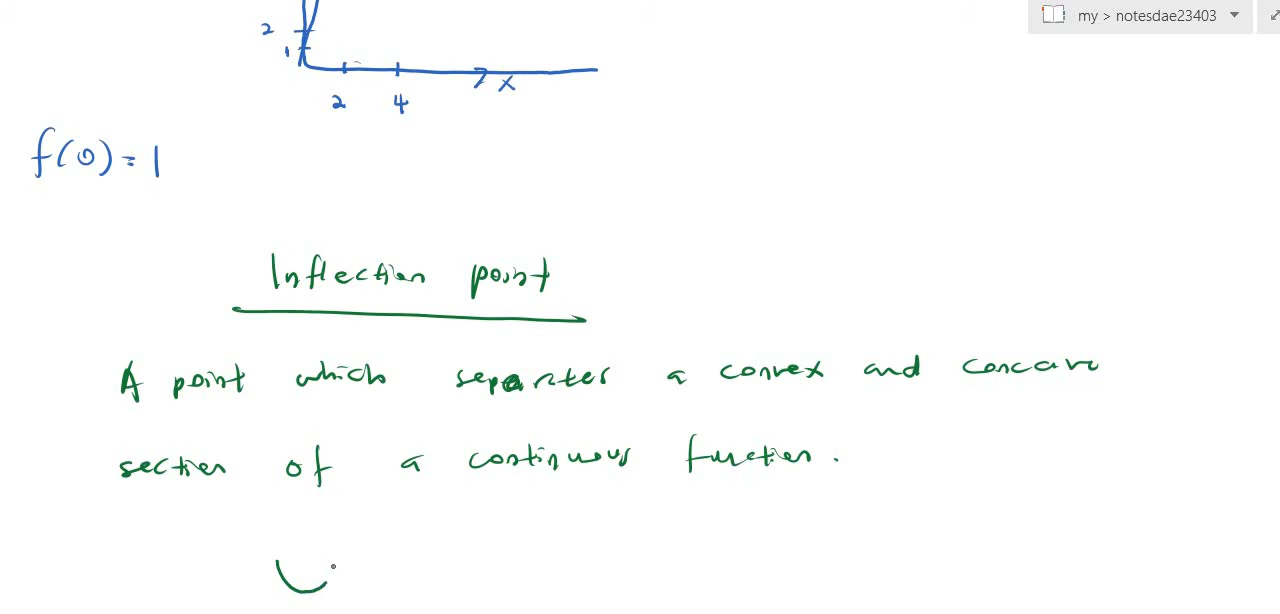 my > notesdae23403
2
1
2 4 x
f(0) = 1
Inflection point
A point which separates a convex and concave
section of a continuous function.